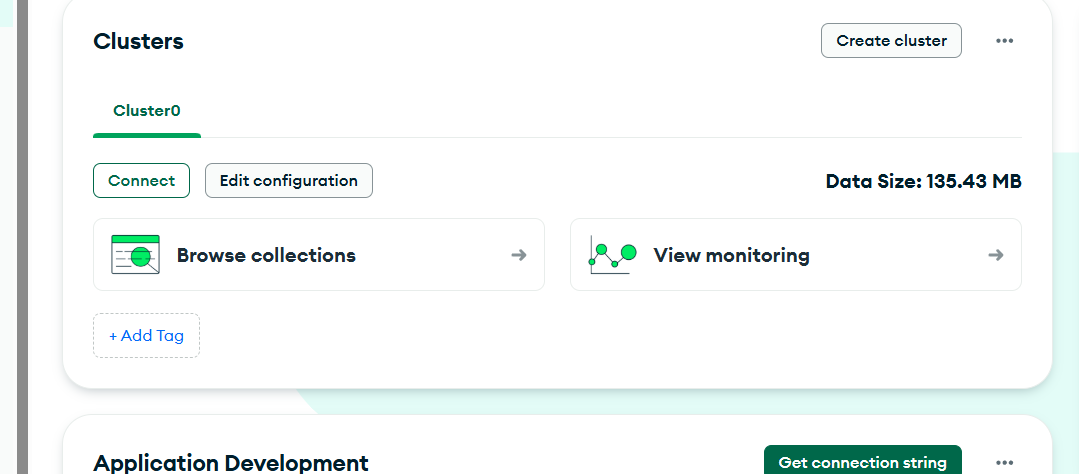 Clusters
Create cluster
Cluster0
Connect
Edit configuration
Data Size: 135.43 MB
Browse collections
View monitoring
+ Add Tag
Application Development
Get connection string